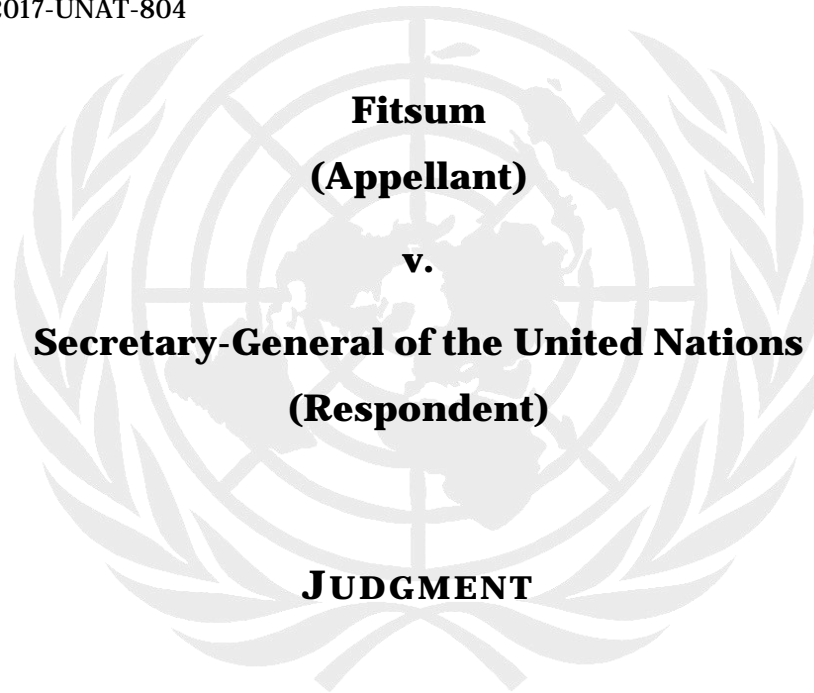 2017-UNAT-804
Fitsum
(Appellant)
v.
Secretary-General of the United Nations
(Respondent)
JUDGMENT